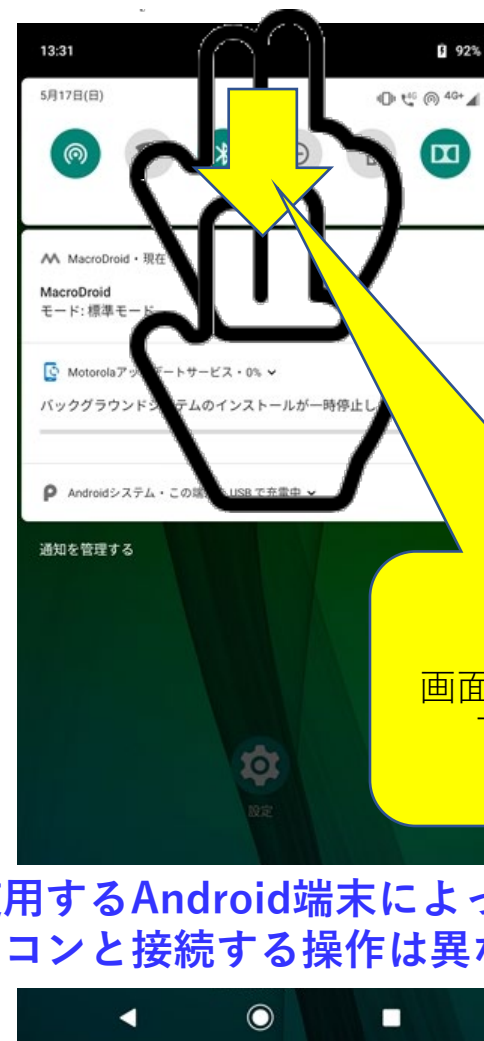 13:31 92%
5月17日(日) 4G 4G+
MacroDroid・現在
MacroDroid
モード: 標準モード
Motorolaアッ デートサービス・0%
バックグラウンドシ テムのインストールが一時停止し
Androidシステム・この端 USB で充電中
通知を管理する
画面
設定
用するAndroid端末によっ
コンと接続する操作は異な